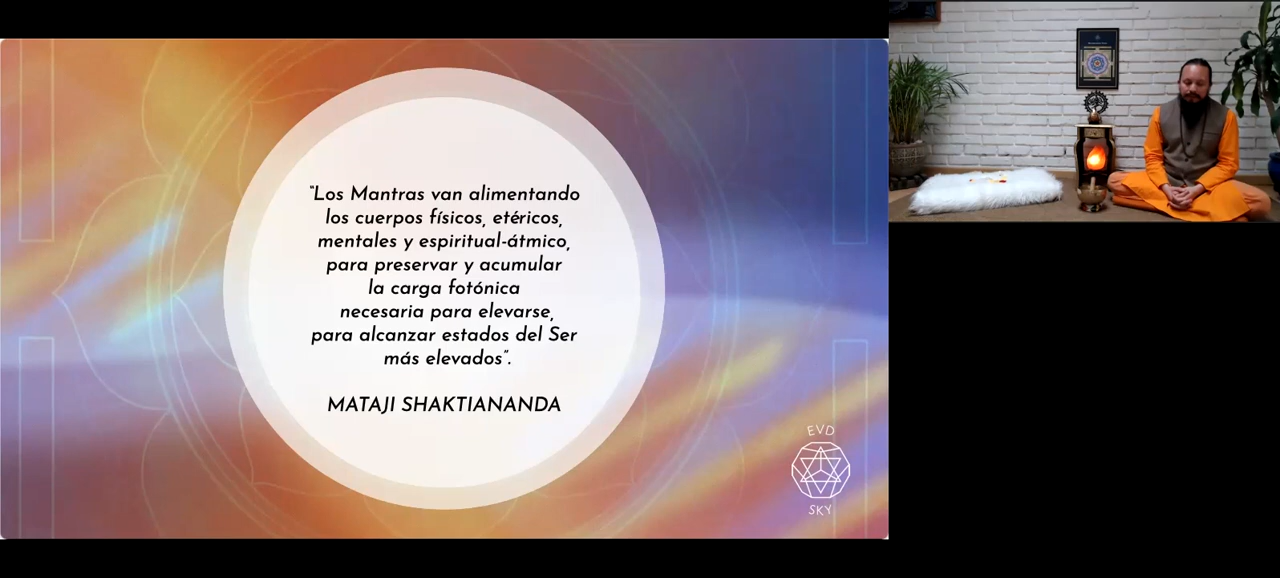 "Los Mantras van alimentando
los cuerpos físicos, etéricos,
mentales y espiritual-átmico,
para preservar y acumular
la carga fotónica
necesaria para elevarse,
para alcanzar estados del Ser
más elevados".
MATAJI SHAKTIANANDA
EVD
SKY